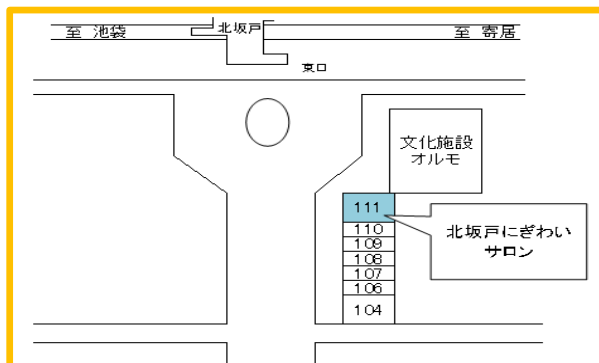 至 池袋
北坂戸
至 寄居
東口
文化施設
オルモ
111
110
109
108
107
106
104
北坂戸にぎわい
サロン